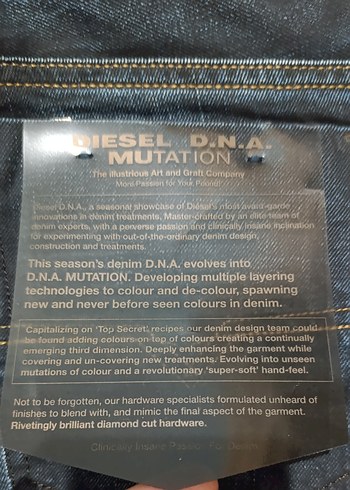 DIESEL D.N.A.
MUTATION
The Illustrious Art and Graft Company
More Passion for Your Planet!
Diesel D.N.A., a seasonal showcase of Diesel's most avant-garde
innovations in denim treatments. Master-crafted by an elite team of
denim experts, with a perverse passion and clinically insane inclination
for experimenting with out-of-the-ordinary denim design,
construction and treatments.
This season's denim D.N.A. evolves into
D.N.A. MUTATION. Developing multiple layering
technologies to colour and de-colour, spawning
new and never before seen colours in denim.
Capitalizing on 'Top Secret' recipes our denim design team could
be found adding colours on top of colours creating a continually
emerging third dimension. Deeply enhancing the garment while
covering and un-covering new treatments. Evolving into unseen
mutations of colour and a revolutionary 'super-soft' hand-feel.
Not to be forgotten, our hardware specialists formulated unheard of
finishes to blend with, and mimic the final aspect of the garment.
Rivetingly brilliant diamond cut hardware.
Clinically Insane Passion For Denim